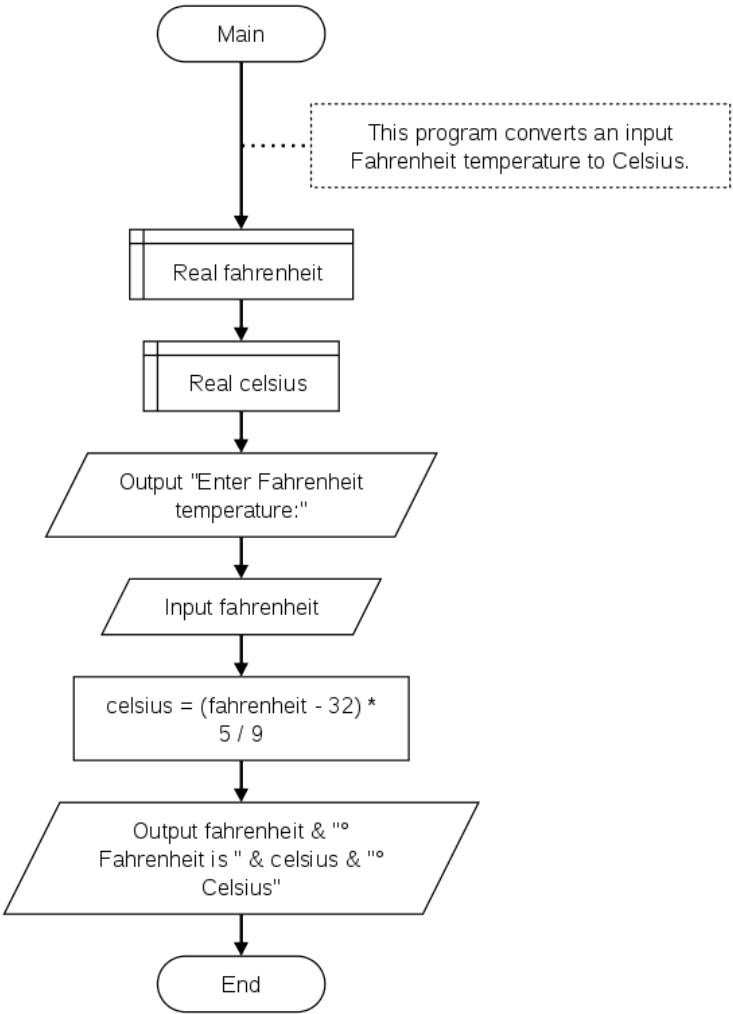 Main
This program converts an input
Fahrenheit temperature to Celsius.
Real fahrenheit
Real celsius
Output "Enter Fahrenheit
temperature:"
Input fahrenheit
celsius = (fahrenheit - 32) *
5 / 9
Output fahrenheit & "°
Fahrenheit is " & celsius & "°
Celsius"
End